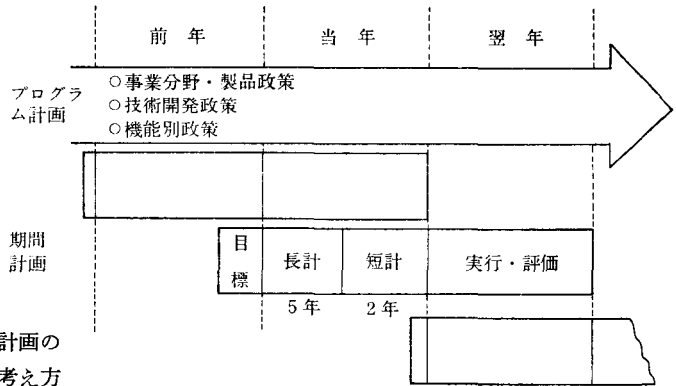 前年 当年 翌年
プログラム計画
○事業分野・製品政策
○技術開発政策
○機能別政策
期間計画
目標 長計 短計 実行・評価
5年 2年
計画の
考え方